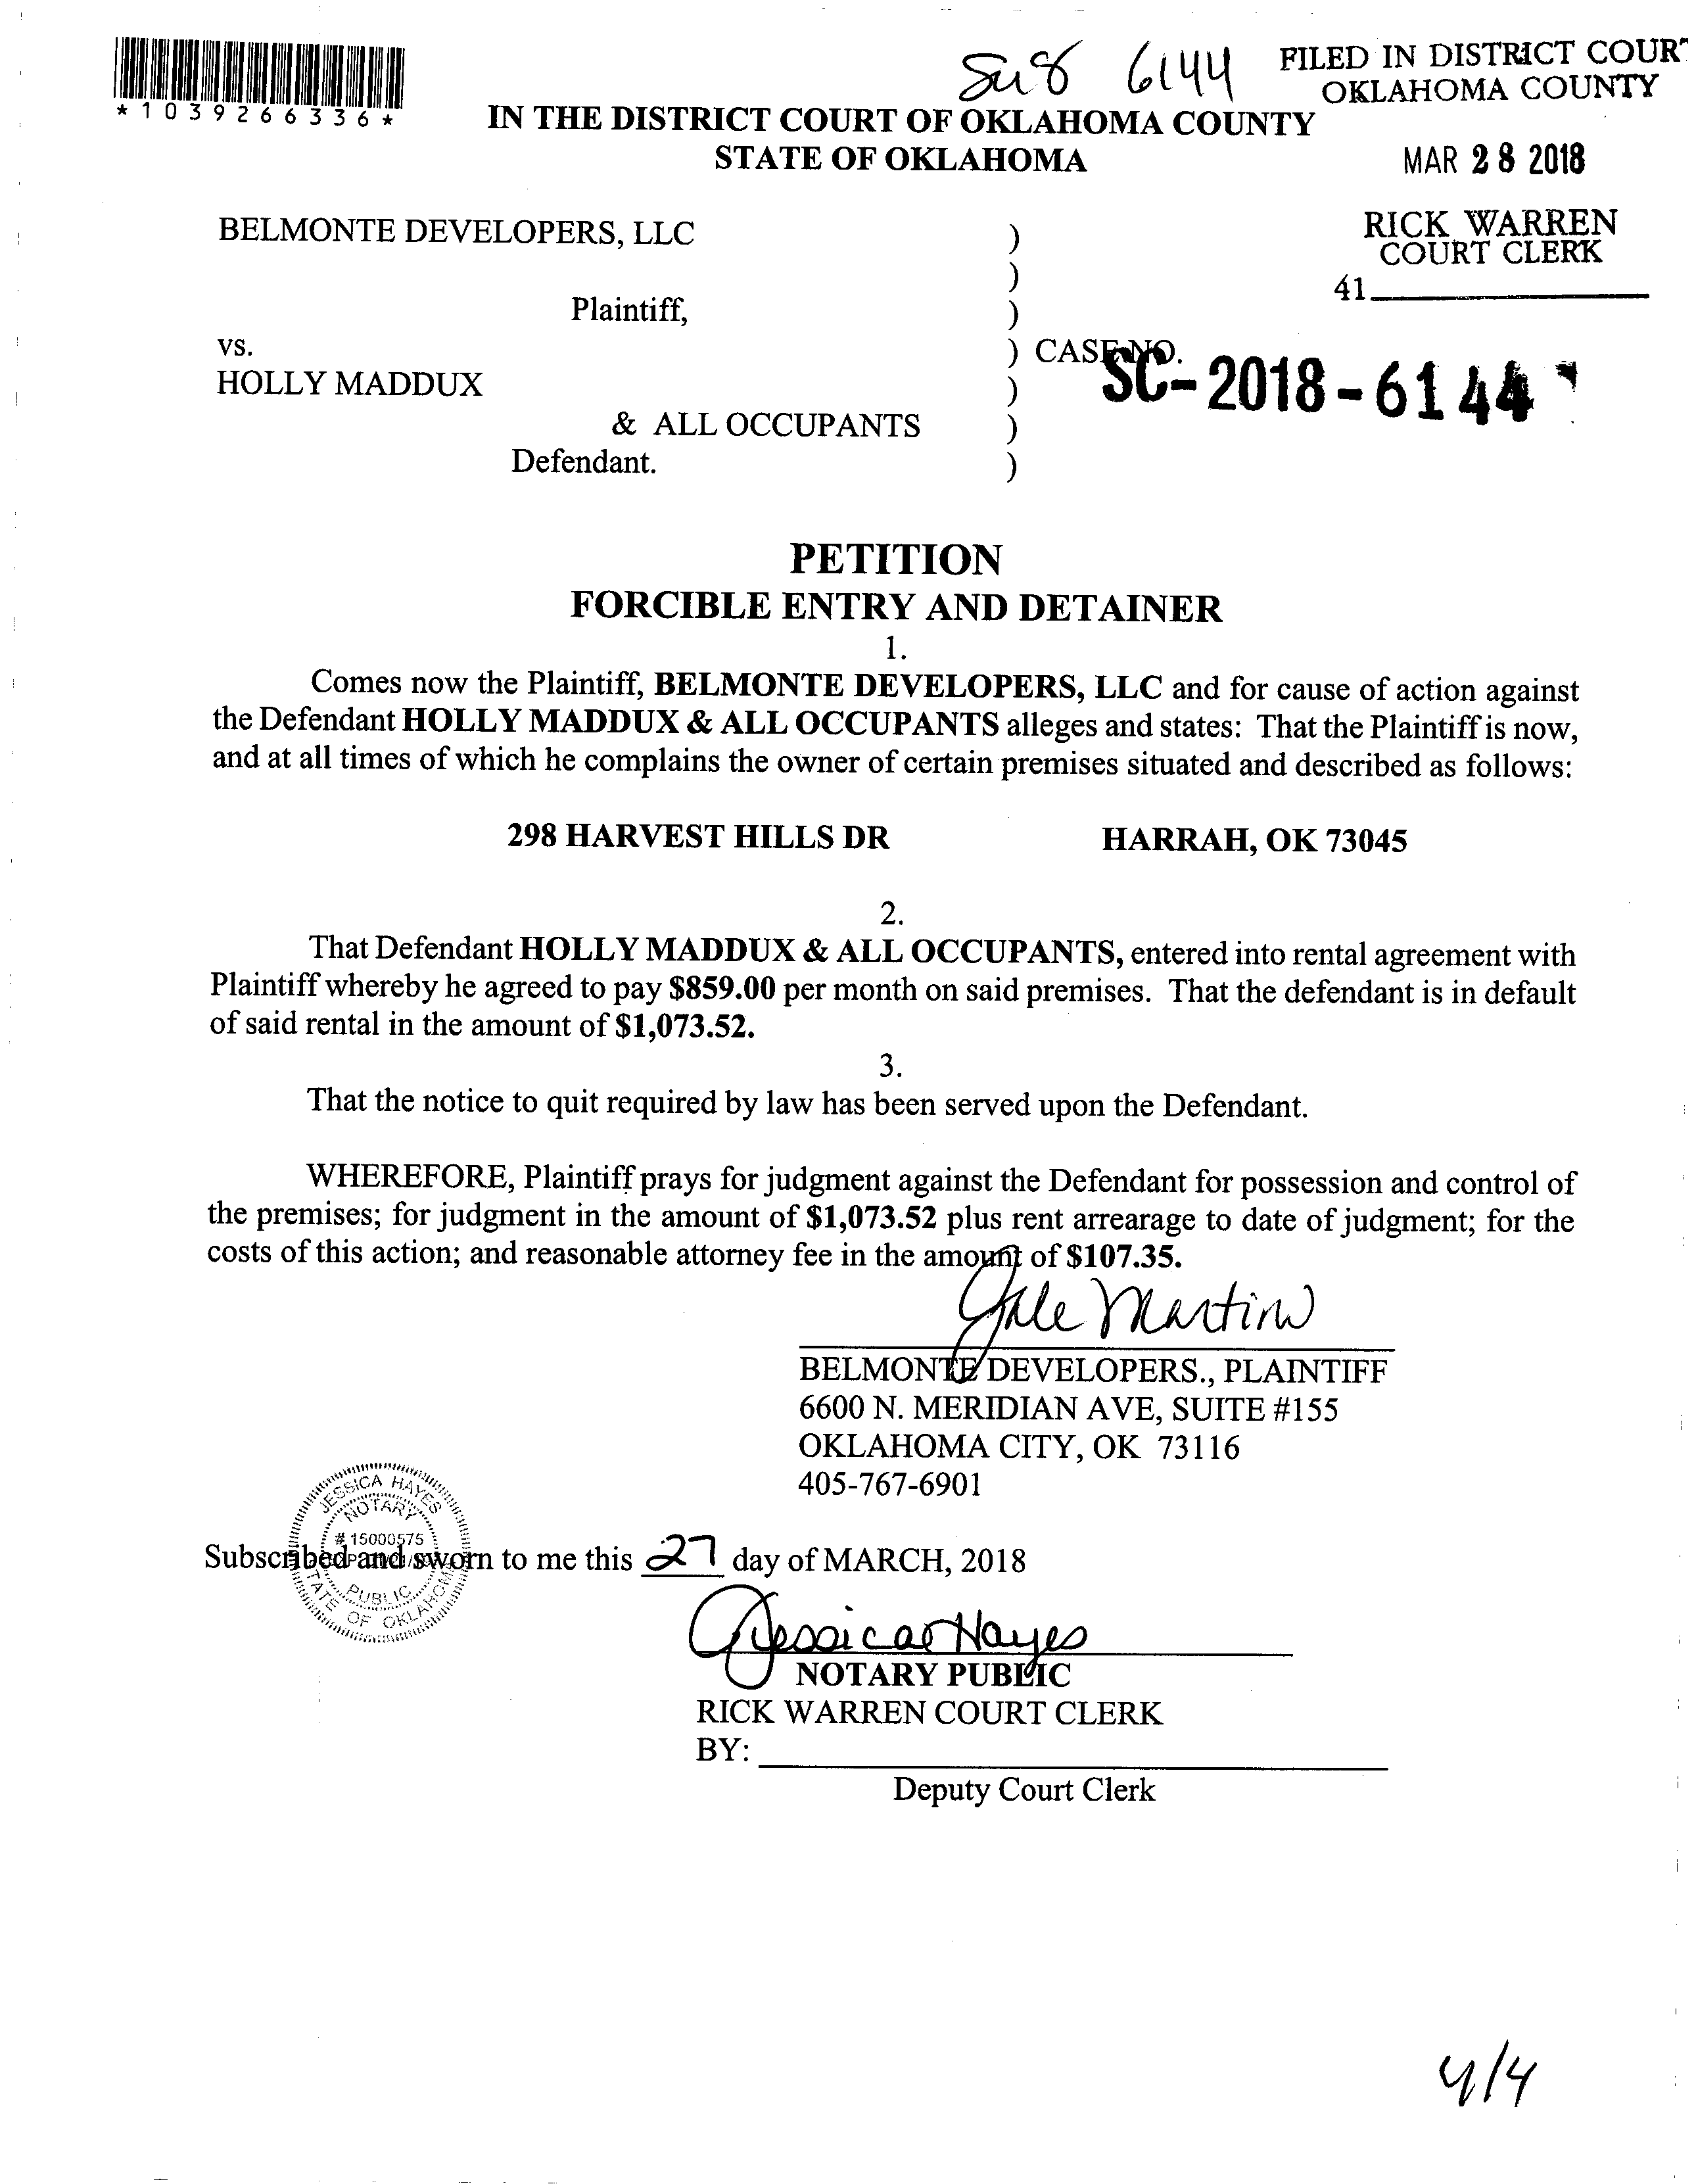 Su8 6144
FILED IN DISTRICT COURT
OKLAHOMA COUNTY
*1039266336*
IN THE DISTRICT COURT OF OKLAHOMA COUNTY
STATE OF OKLAHOMA
MAR 28 2018
RICK WARREN
COURT CLERK
41
BELMONTE DEVELOPERS, LLC )
)
Plaintiff, )
vs. ) CASE NO.
HOLLY MADDUX )
SC-2018-6144
& ALL OCCUPANTS )
Defendant. )
PETITION
FORCIBLE ENTRY AND DETAINER
1.
Comes now the Plaintiff, BELMONTE DEVELOPERS, LLC and for cause of action against
the Defendant HOLLY MADDUX & ALL OCCUPANTS alleges and states: That the Plaintiff is now,
and at all times of which he complains the owner of certain premises situated and described as follows:
298 HARVEST HILLS DR HARRAH, OK 73045
2.
That Defendant HOLLY MADDUX & ALL OCCUPANTS, entered into rental agreement with
Plaintiff whereby he agreed to pay $859.00 per month on said premises. That the defendant is in default
of said rental in the amount of $1,073.52.
3.
That the notice to quit required by law has been served upon the Defendant.
WHEREFORE, Plaintiff prays for judgment against the Defendant for possession and control of
the premises; for judgment in the amount of $1,073.52 plus rent arrearage to date of judgment; for the
costs of this action; and reasonable attorney fee in the amount of $107.35.
Gale Martin
BELMONTE DEVELOPERS., PLAINTIFF
6600 N. MERIDIAN AVE, SUITE #155
OKLAHOMA CITY, OK 73116
405-767-6901
JESSICA HAYES
NOTARY
# 15000575
PUBLIC
STATE OF OKLAHOMA
Subscribed and sworn to me this 27 day of MARCH, 2018
Jessica Hayes
NOTARY PUBLIC
RICK WARREN COURT CLERK
BY:
Deputy Court Clerk
4/4